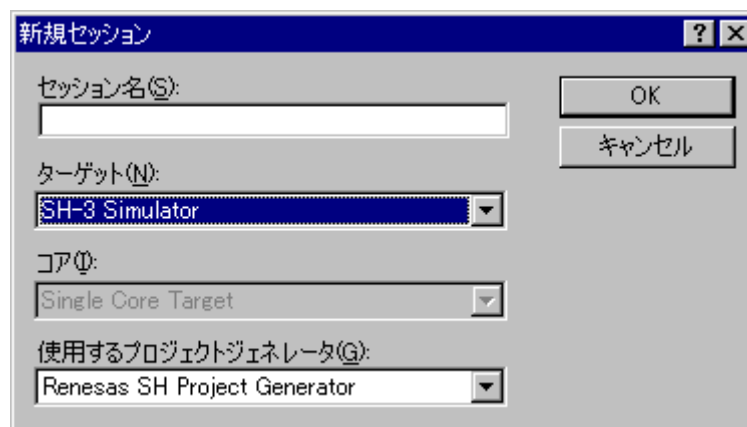 新規セッション
セッション名(S):
OK
キャンセル
ターゲット(N):
SH-3 Simulator
コア(I):
Single Core Target
使用するプロジェクトジェネレータ(G):
Renesas SH Project Generator